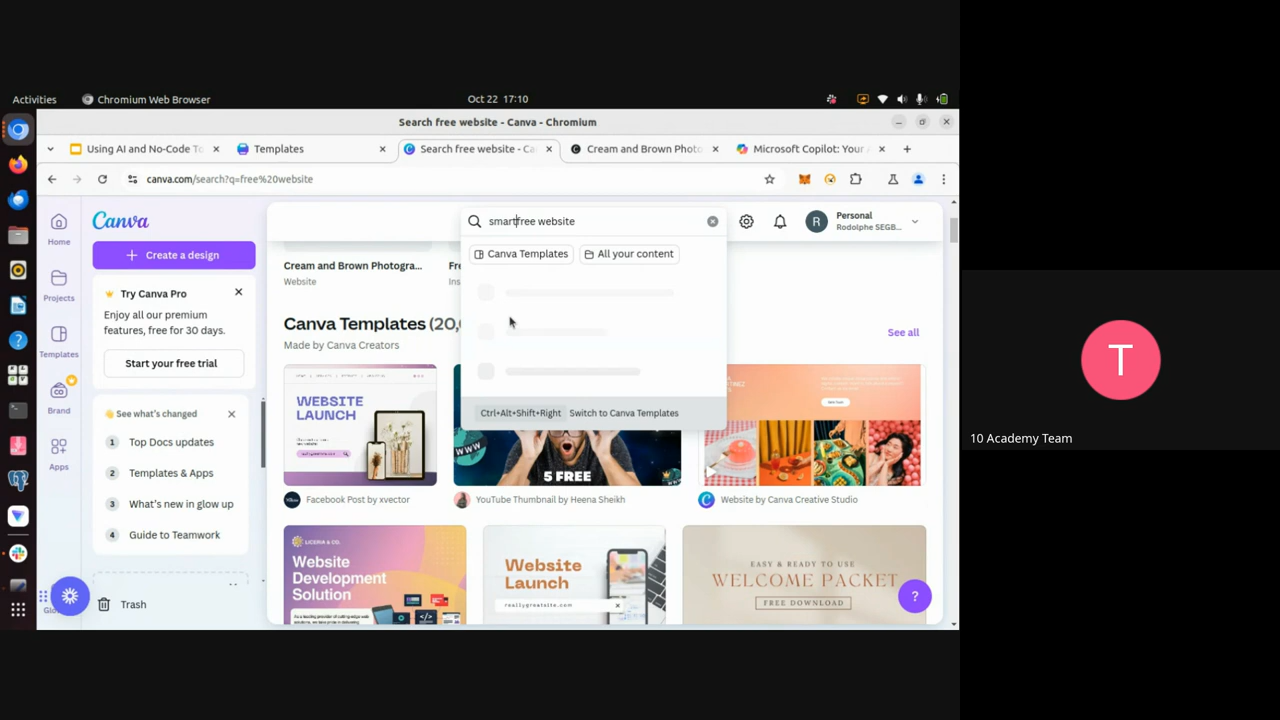 Activities
Chromium Web Browser
Oct 22 17:10
Search free website - Canva - Chromium
Using AI and No-Code To
Templates
Search free website - Ca
Cream and Brown Photo
Microsoft Copilot: Your A
canva.com/search?q=free%20website
Canva
Create a design
Try Canva Pro
Enjoy all our premium
features, free for 30 days.
Start your free trial
See what's changed
1 Top Docs updates
2 Templates & Apps
3 What's new in glow up
4 Guide to Teamwork
Trash
Home
Projects
Templates
Brand
Apps
smartfree website
Canva Templates
All your content
Ctrl+Alt+Shift+Right Switch to Canva Templates
R
Personal
Rodolphe SEGB...
Cream and Brown Photogra...
Website
Canva Templates (20,
Made by Canva Creators
See all
WEBSITE
LAUNCH
5 FREE
Facebook Post by xvector
YouTube Thumbnail by Heena Sheikh
Website by Canva Creative Studio
LICERIA & CO.
Website
Development
Solution
Website
Launch
reallygreatsite.com
EASY & READY TO USE
WELCOME PACKET
FREE DOWNLOAD
?
T
10 Academy Team